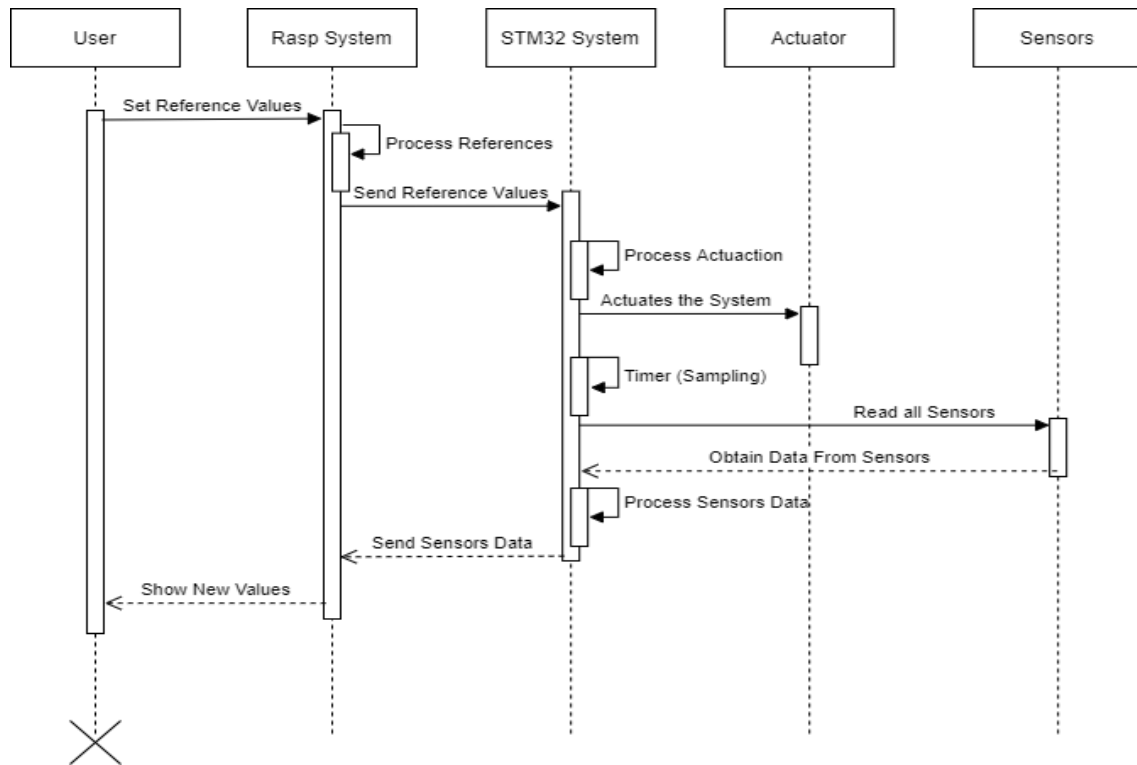 User
Rasp System
STM32 System
Actuator
Sensors
Set Reference Values
Process References
Send Reference Values
Process Actuaction
Actuates the System
Timer (Sampling)
Read all Sensors
Obtain Data From Sensors
Process Sensors Data
Send Sensors Data
Show New Values